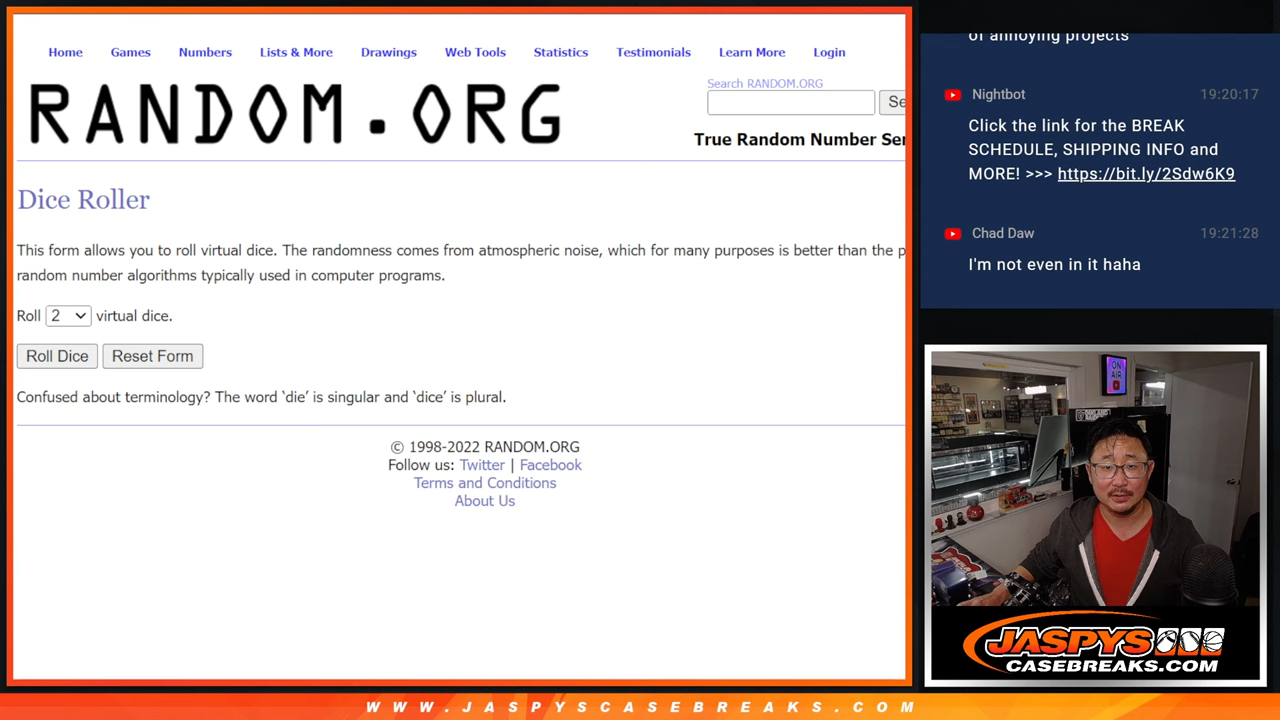 Home Games Numbers Lists & More Drawings Web Tools Statistics Testimonials Learn More Login
RANDOM.ORG
Search RANDOM.ORG
Se
True Random Number Ser
Dice Roller
This form allows you to roll virtual dice. The randomness comes from atmospheric noise, which for many purposes is better than the p
random number algorithms typically used in computer programs.
Roll 2 virtual dice.
Roll Dice Reset Form
Confused about terminology? The word ‘die’ is singular and ‘dice’ is plural.
© 1998-2022 RANDOM.ORG
Follow us: Twitter | Facebook
Terms and Conditions
About Us
of annoying projects
Nightbot 19:20:17
Click the link for the BREAK
SCHEDULE, SHIPPING INFO and
MORE! >>> https://bit.ly/2Sdw6K9
Chad Daw 19:21:28
I'm not even in it haha
ON
AIR
JASPYS
CASEBREAKS.COM
WWW.JASPYSCASEBREAKS.COM